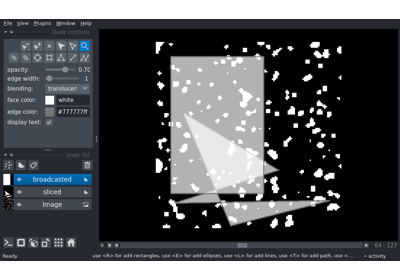 File View Plugins Window Help
layer controls
opacity: 0.70
edge width: 1
blending: translucen
face color: white
edge color: #777777ff
display text:
layer list
broadcasted
sliced
Image
64 127
Ready use <R> for add rectangles, use <E> for add ellipses, use <L> for add lines, use <T> for add path, use <... activity